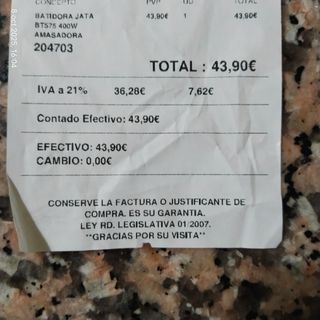 CONCEPTO PVP UD TOTAL
BATIDORA JATA 43,90€ 1 43,90€
BT575 400W
AMASADORA
204703
TOTAL : 43,90€
IVA a 21% 36,28€ 7,62€
Contado Efectivo: 43,90€
EFECTIVO: 43,90€
CAMBIO: 0,00€
CONSERVE LA FACTURA O JUSTIFICANTE DE
COMPRA. ES SU GARANTIA.
LEY RD. LEGISLATIVA 01/2007.
**GRACIAS POR SU VISITA**